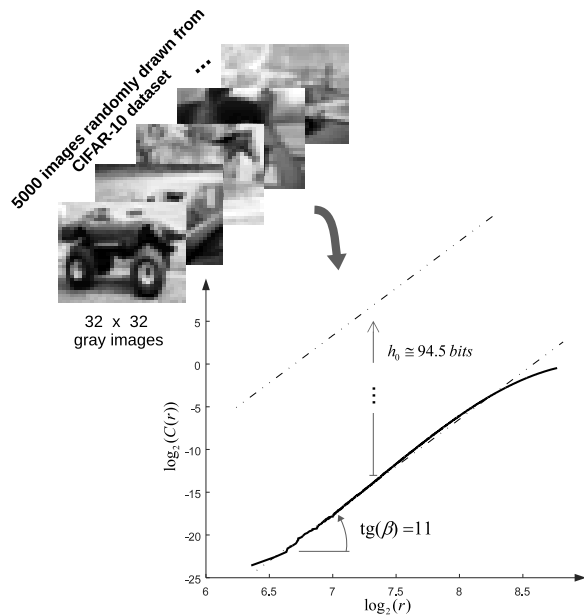 5000 images randomly drawn from
CIFAR-10 dataset
...
32 x 32
gray images
5
0
-5
-10
-15
-20
-25
log₂(C(r))
h₀ ≅ 94.5 bits
...
tg(β) =11
6
6.5
7
7.5
8
8.5
log₂(r)